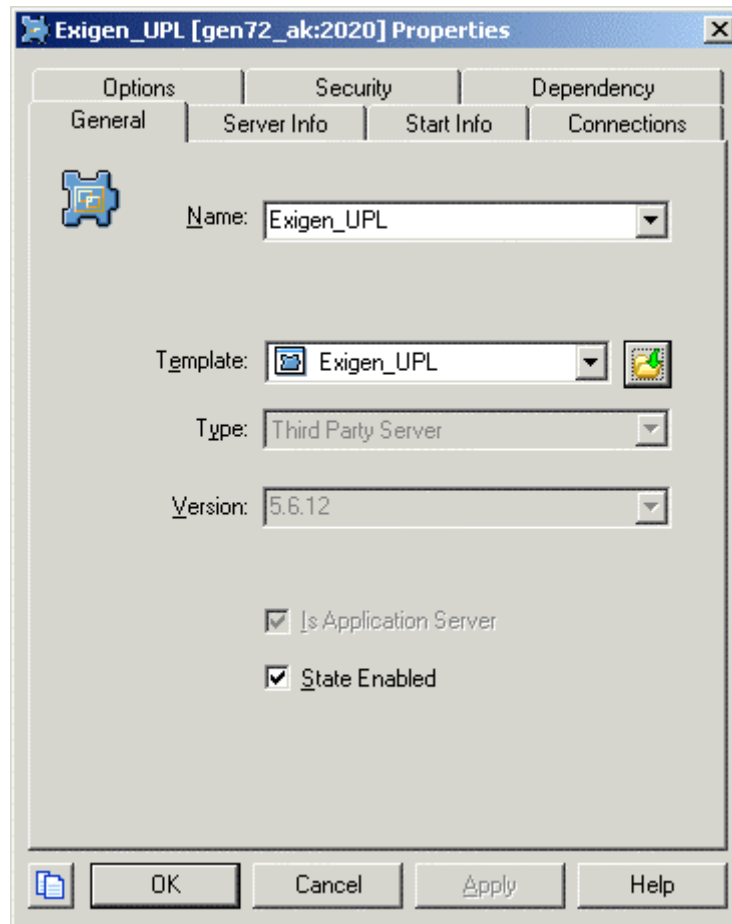 Exigen_UPL [gen72_ak:2020] Properties
Options Security Dependency
General Server Info Start Info Connections
Name: Exigen_UPL
Template: Exigen_UPL
Type: Third Party Server
Version: 5.6.12
Is Application Server
State Enabled
OK Cancel Apply Help